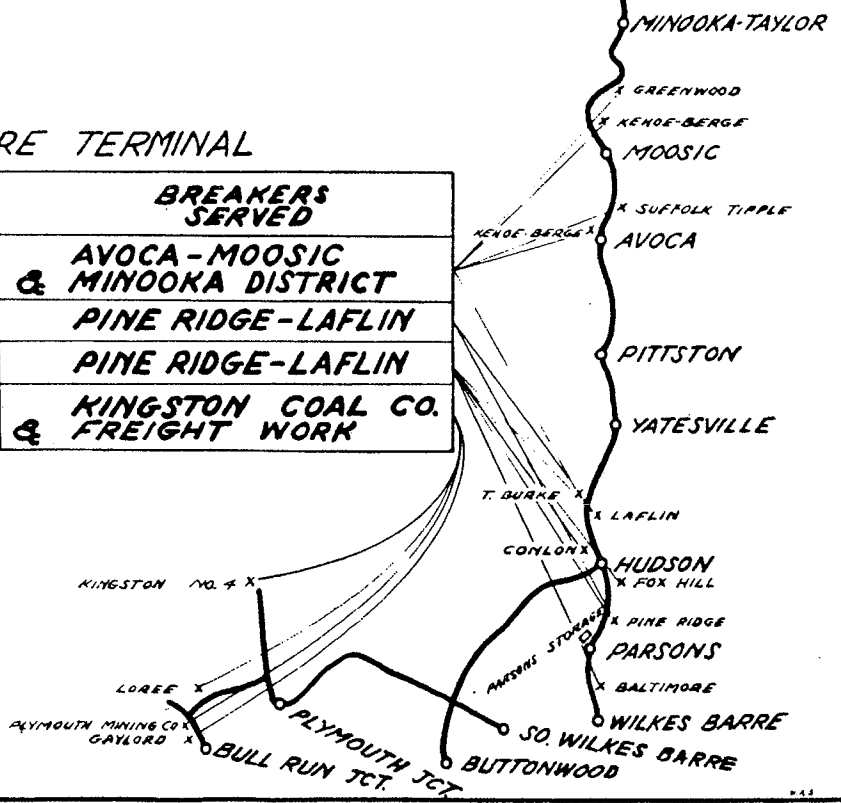 MINOOKA-TAYLOR
GREENWOOD
KEHOE-BERGE
MOOSIC
RE TERMINAL
BREAKERS
SERVED
SUFFOLK TIPPLE
KEHOE-BERGE
AVOCA
AVOCA-MOOSIC
& MINOOKA DISTRICT
PINE RIDGE-LAFLIN
PINE RIDGE-LAFLIN
PITTSTON
KINGSTON COAL CO.
& FREIGHT WORK
YATESVILLE
T. BURKE
LAFLIN
CONLON
HUDSON
FOX HILL
KINGSTON NO. 4
PINE RIDGE
PARSONS STORAGE
PARSONS
LOREE
BALTIMORE
PLYMOUTH MINING CO
GAYLORD
BULL RUN JCT.
PLYMOUTH JCT.
SO. WILKES BARRE
WILKES BARRE
BUTTONWOOD